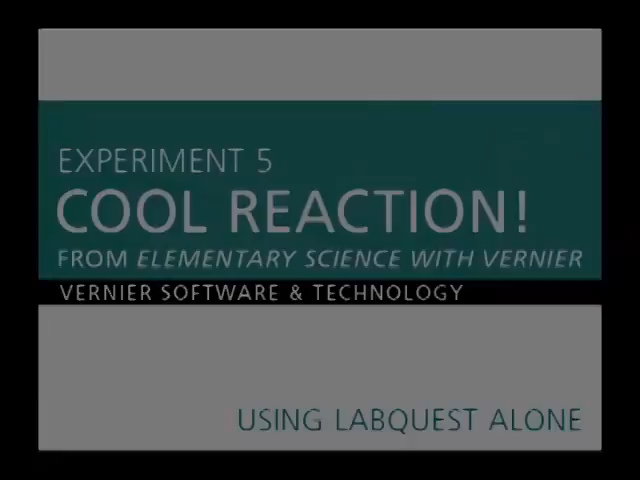 EXPERIMENT 5
COOL REACTION!
FROM ELEMENTARY SCIENCE WITH VERNIER
VERNIER SOFTWARE & TECHNOLOGY
USING LABQUEST ALONE